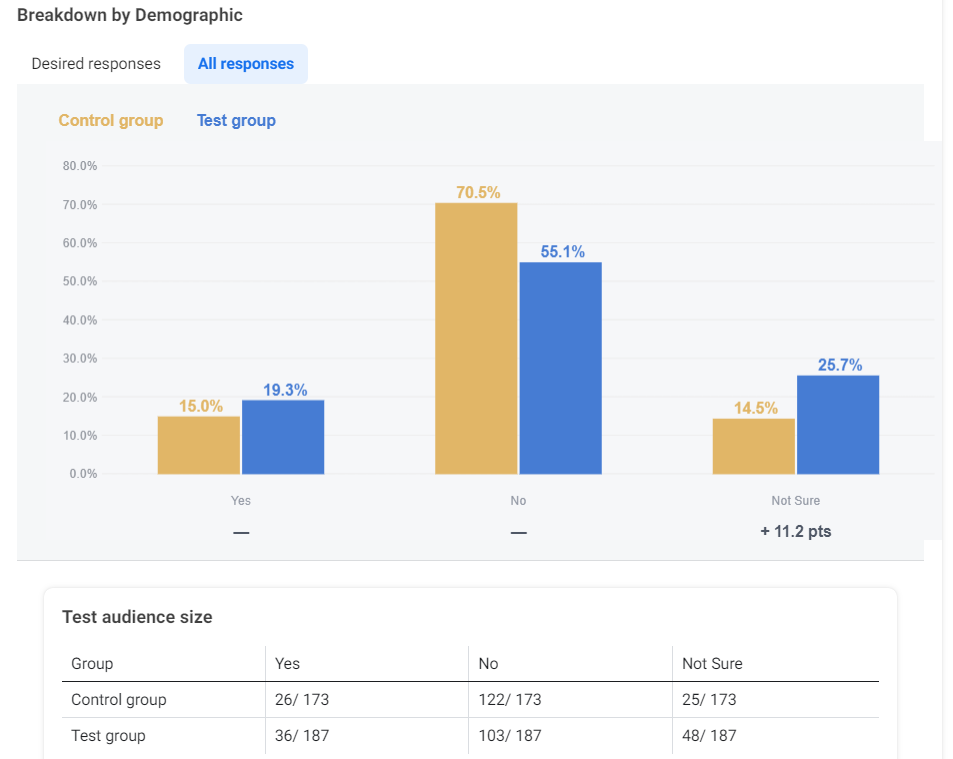 Breakdown by Demographic
Desired responses All responses
Control group Test group
80.0%
70.0%
60.0%
50.0%
40.0%
30.0%
20.0%
10.0%
0.0%
15.0% 19.3% 70.5% 55.1% 14.5% 25.7%
Yes No Not Sure
— — + 11.2 pts
Test audience size
Group Yes No Not Sure
Control group 26/ 173 122/ 173 25/ 173
Test group 36/ 187 103/ 187 48/ 187